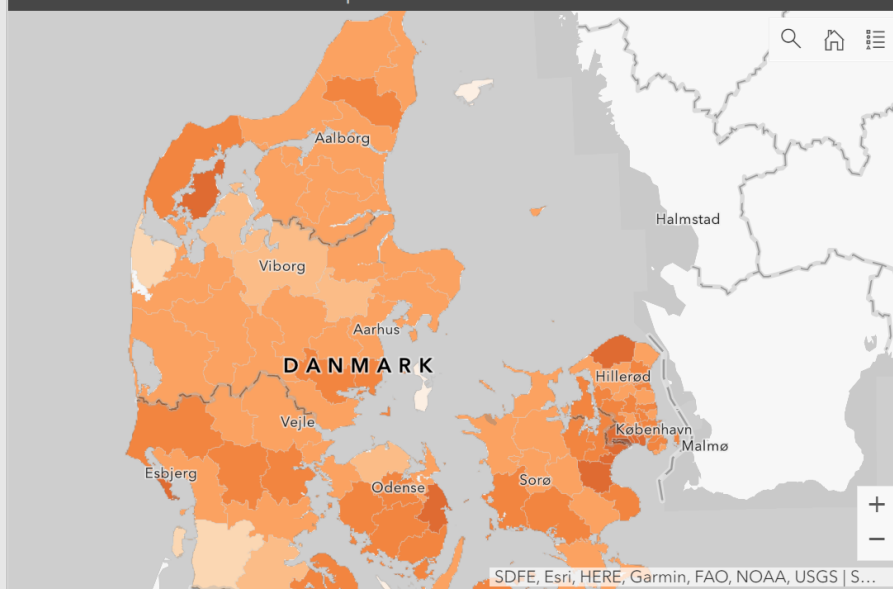 Aalborg
Halmstad
Viborg
Aarhus
DANMARK
Hillerød
Vejle
København
Malmø
Esbjerg
Odense
Sorø
+
−
SDFE, Esri, HERE, Garmin, FAO, NOAA, USGS | S...